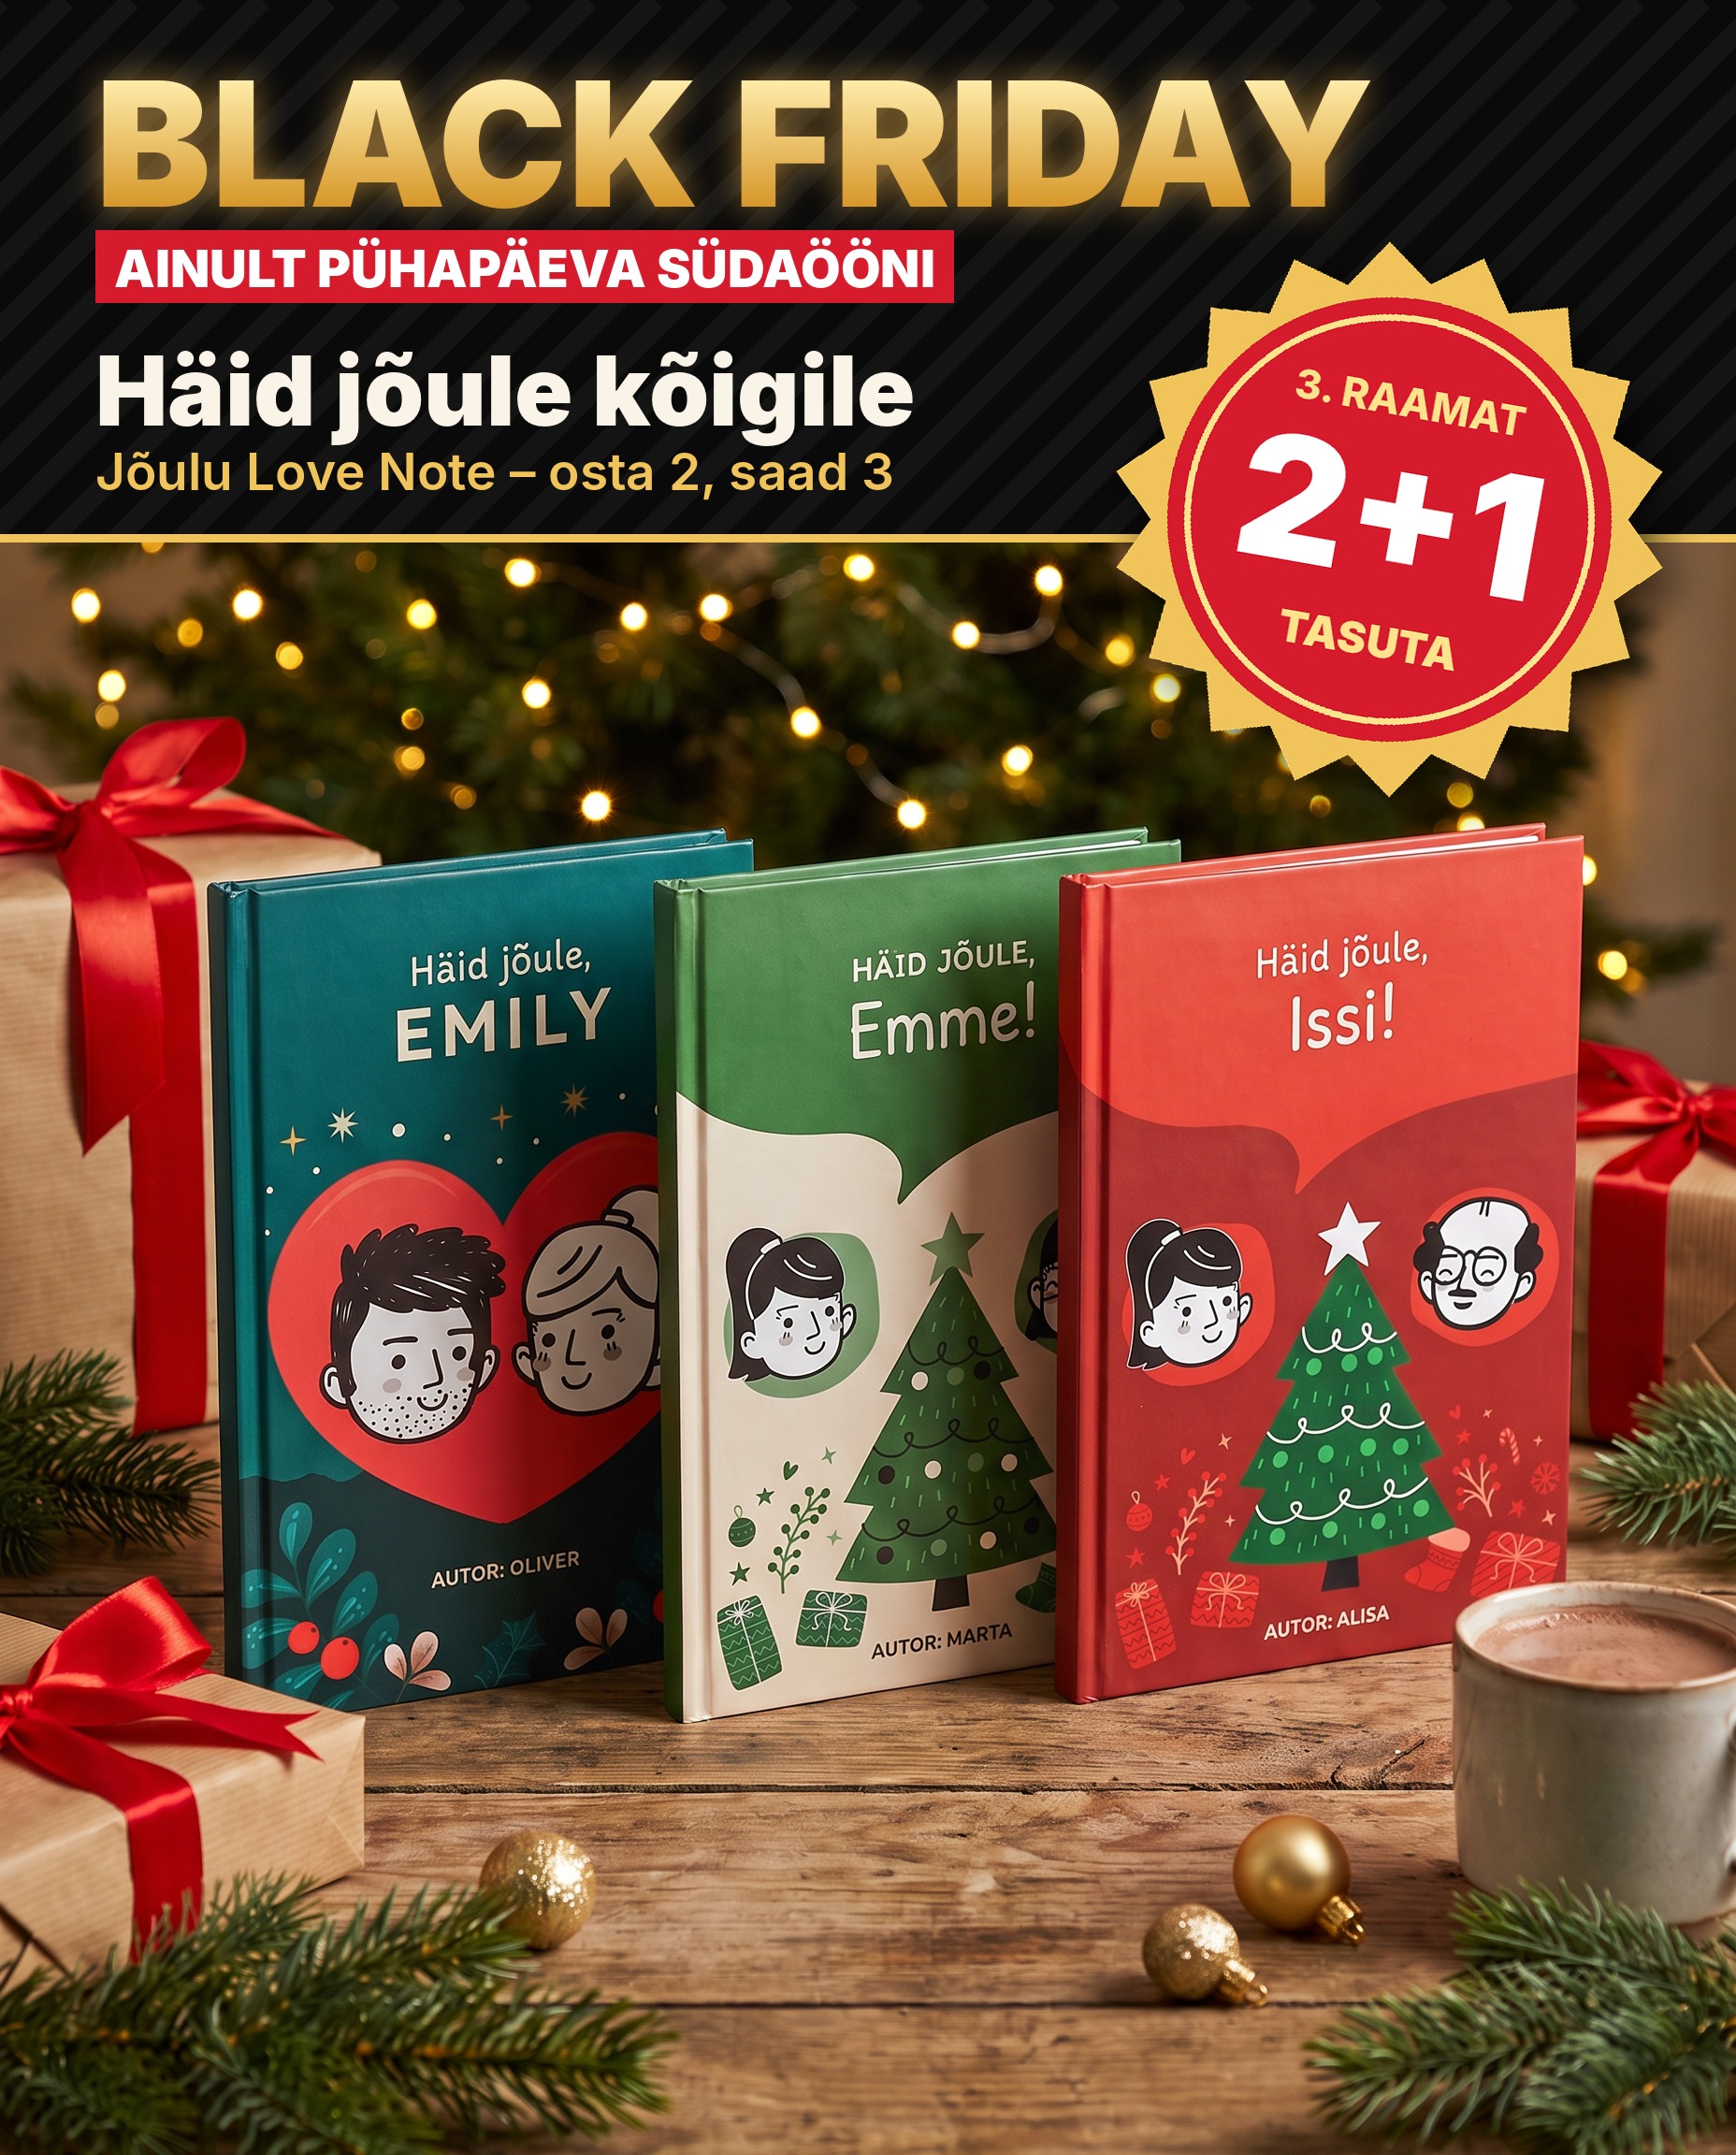 BLACK FRIDAY
AINULT PÜHAPÄEVA SÜDAÖÖNI
Häid jõule kõigile
Jõulu Love Note – osta 2, saad 3
3. RAAMAT
2+1
TASUTA
Häid jõule,
EMILY
AUTOR: OLIVER
HÄID JÕULE,
Emme!
AUTOR: MARTA
Häid jõule,
Issi!
AUTOR: ALISA